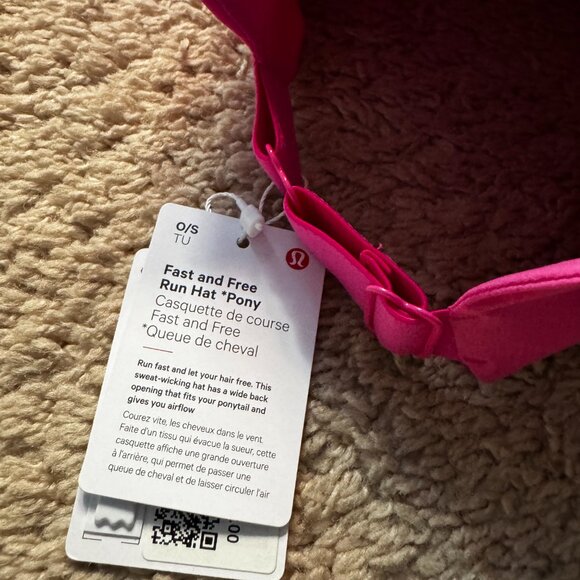 O/S
TU
Fast and Free
Run Hat *Pony
Casquette de course
Fast and Free
*Queue de cheval
Run fast and let your hair free. This
sweat-wicking hat has a wide back
opening that fits your ponytail and
gives you airflow
Courez vite, les cheveux dans le vent.
Faite d'un tissu qui évacue la sueur, cette
casquette affiche une grande ouverture
à l'arrière, qui permet de passer une
queue de cheval et de laisser circuler l'air
00